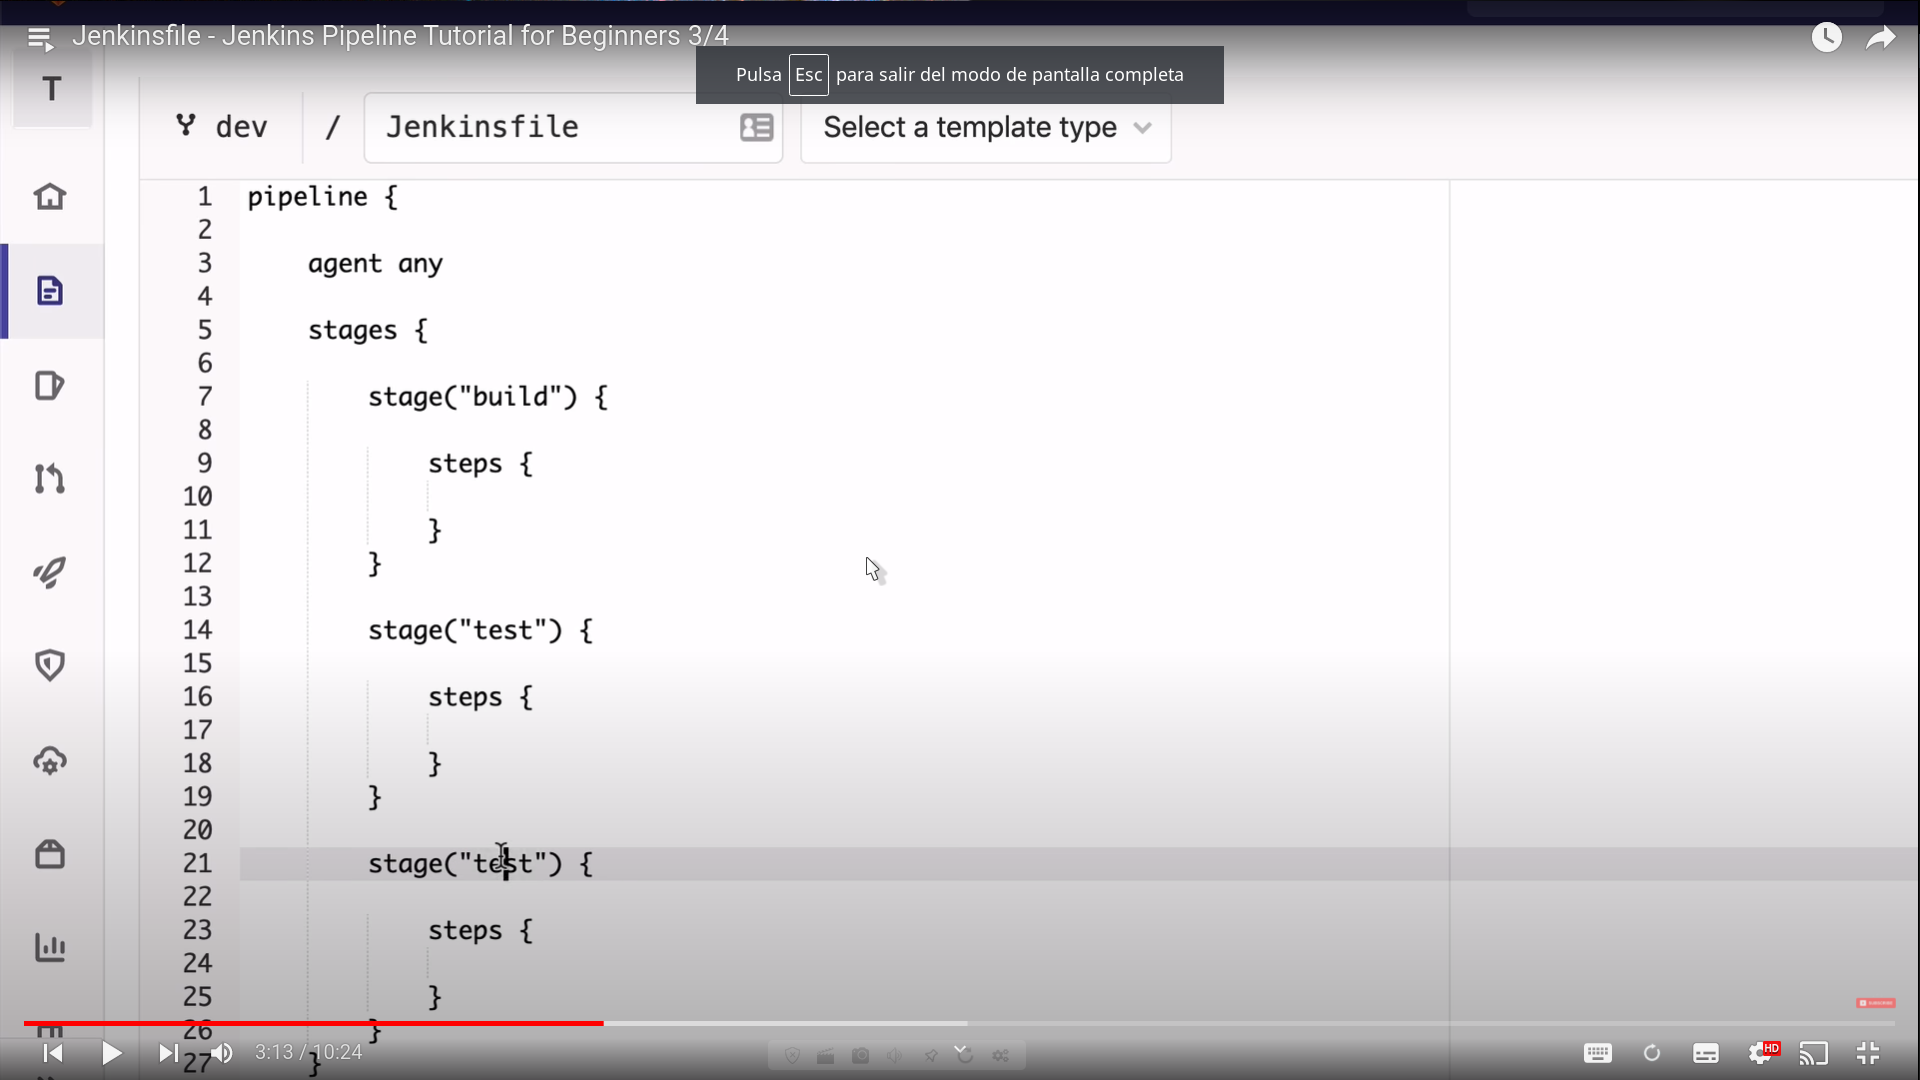 Jenkinsfile - Jenkins Pipeline Tutorial for Beginners 3/4
Pulsa Esc para salir del modo de pantalla completa
T
dev / Jenkinsfile Select a template type
1 pipeline {
2
3 agent any
4
5 stages {
6
7 stage("build") {
8
9 steps {
10
11 }
12 }
13
14 stage("test") {
15
16 steps {
17
18 }
19 }
20
21 stage("test") {
22
23 steps {
24
25 }
26 }
27 }
3:13 / 10:24
HD